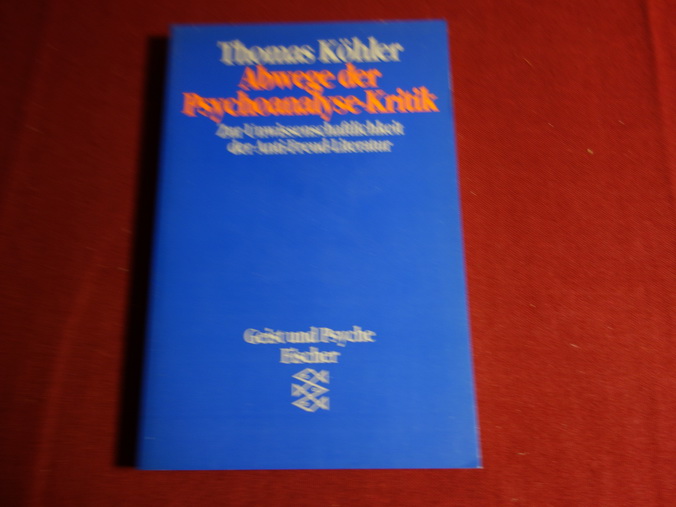 Thomas Köhler
Abwege der
Psychoanalyse-Kritik
Zur Unwissenschaftlichkeit
der Anti-Freud-Literatur
Geist und Psyche
Fischer